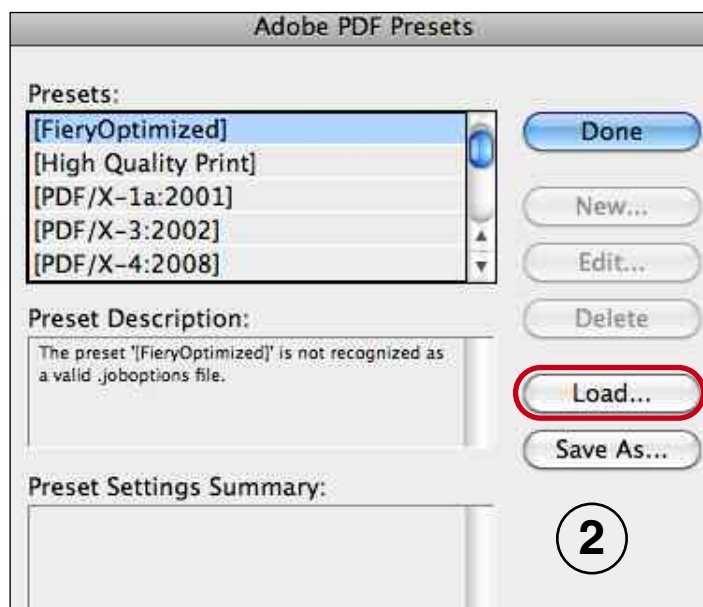 Adobe PDF Presets
Presets:
[FieryOptimized]
[High Quality Print]
[PDF/X-1a:2001]
[PDF/X-3:2002]
[PDF/X-4:2008]
Done
New...
Edit...
Delete
Load...
Save As...
Preset Description:
The preset '[FieryOptimized]' is not recognized as
a valid .joboptions file.
Preset Settings Summary:
2